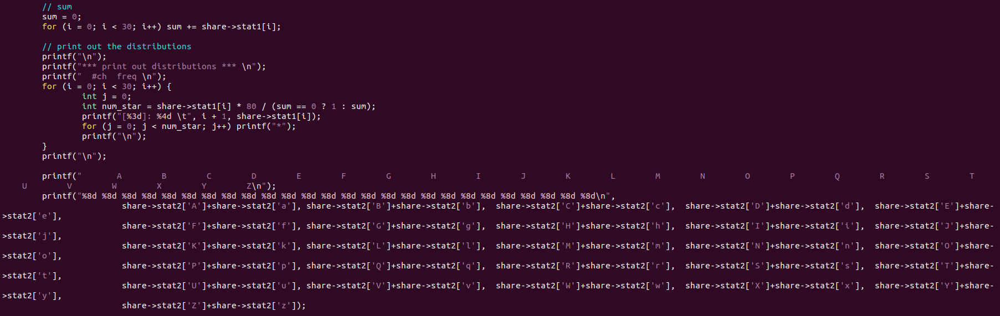 // sum
sum = 0;
for (i = 0; i < 30; i++) sum += share->stat1[i];
// print out the distributions
printf("\n");
printf("*** print out distributions *** \n");
printf("  #ch  freq \n");
for (i = 0; i < 30; i++) {
int j = 0;
int num_star = share->stat1[i] * 80 / (sum == 0 ? 1 : sum);
printf("[%3d]: %4d \t", i + 1, share->stat1[i]);
for (j = 0; j < num_star; j++) printf("*");
printf("\n");
}
printf("\n");
printf("       A        B        C        D        E        F        G        H        I        J        K        L        M        N        O        P        Q        R        S        T
U        V        W        X        Y        Z\n");
printf("%8d %8d %8d %8d %8d %8d %8d %8d %8d %8d %8d %8d %8d %8d %8d %8d %8d %8d %8d %8d %8d %8d %8d %8d %8d %8d\n",
share->stat2['A']+share->stat2['a'], share->stat2['B']+share->stat2['b'],  share->stat2['C']+share->stat2['c'],  share->stat2['D']+share->stat2['d'],  share->stat2['E']+share-
>stat2['e'],
share->stat2['F']+share->stat2['f'], share->stat2['G']+share->stat2['g'],  share->stat2['H']+share->stat2['h'],  share->stat2['I']+share->stat2['i'],  share->stat2['J']+share-
>stat2['j'],
share->stat2['K']+share->stat2['k'], share->stat2['L']+share->stat2['l'],  share->stat2['M']+share->stat2['m'],  share->stat2['N']+share->stat2['n'],  share->stat2['O']+share-
>stat2['o'],
share->stat2['P']+share->stat2['p'], share->stat2['Q']+share->stat2['q'],  share->stat2['R']+share->stat2['r'],  share->stat2['S']+share->stat2['s'],  share->stat2['T']+share-
>stat2['t'],
share->stat2['U']+share->stat2['u'], share->stat2['V']+share->stat2['v'],  share->stat2['W']+share->stat2['w'],  share->stat2['X']+share->stat2['x'],  share->stat2['Y']+share-
>stat2['y'],
share->stat2['Z']+share->stat2['z']);